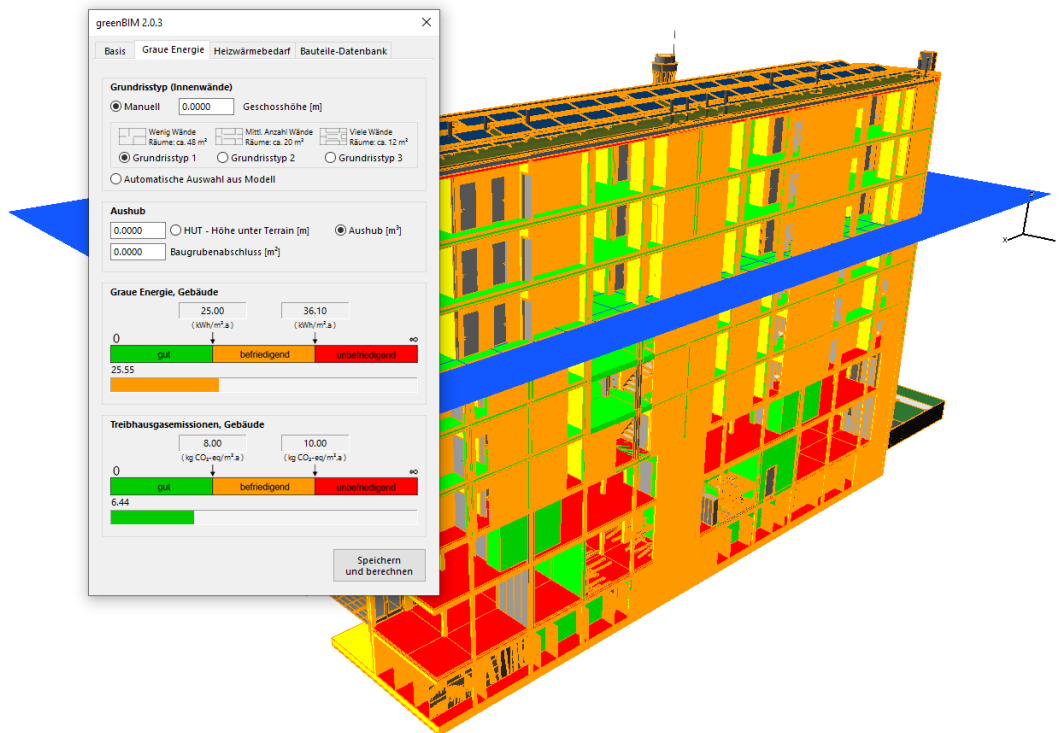 greenBIM 2.0.3
Basis Graue Energie Heizwärmebedarf Bauteile-Datenbank
Grundrisstyp (Innenwände)
Manuell 0.0000 Geschosshöhe [m]
Wenig Wände Mittl. Anzahl Wände Viele Wände
Räume: ca. 48 m² Räume: ca. 20 m² Räume: ca. 12 m²
Grundrisstyp 1 Grundrisstyp 2 Grundrisstyp 3
Automatische Auswahl aus Modell
Aushub
0.0000 HUT - Höhe unter Terrain [m] Aushub [m³]
0.0000 Baugrubenabschluss [m²]
Graue Energie, Gebäude
25.00 36.10
(kWh/m².a) (kWh/m².a)
0 ∞
gut befriedigend unbefriedigend
25.55
Treibhausgasemissionen, Gebäude
8.00 10.00
(kg CO₂-eq/m².a) (kg CO₂-eq/m².a)
0 ∞
gut befriedigend unbefriedigend
6.44
Speichern
und berechnen
x